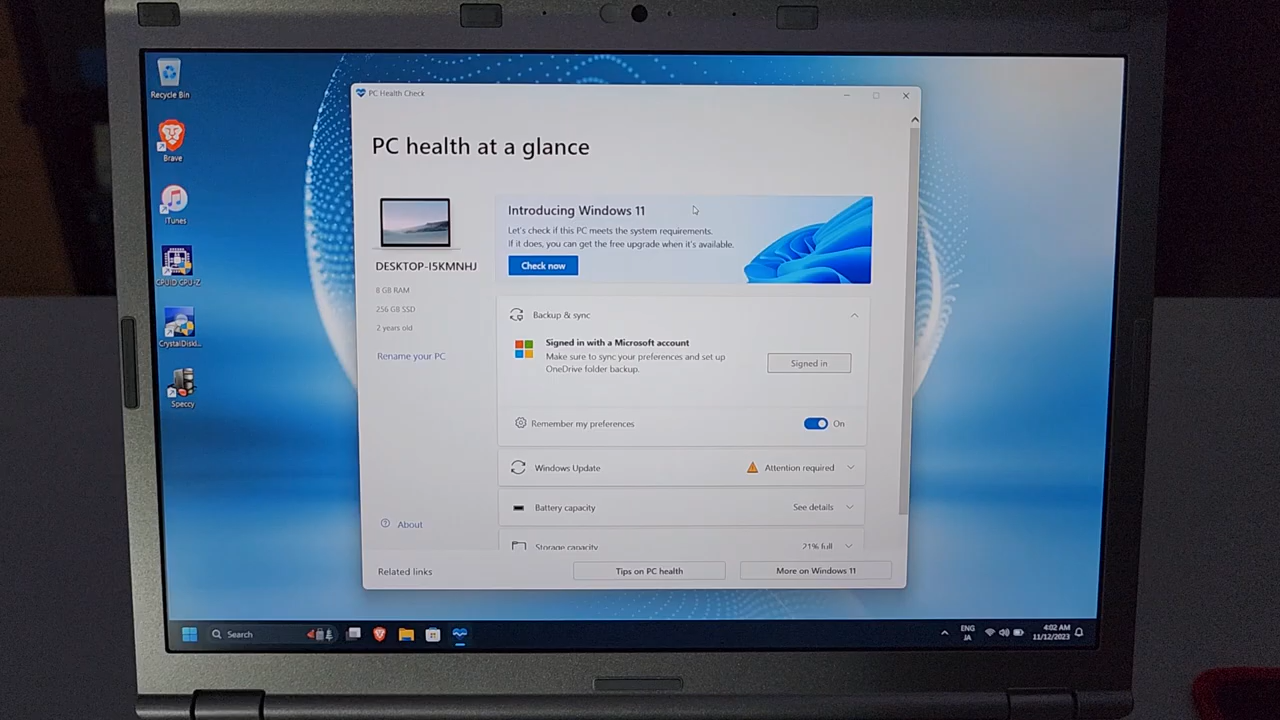 Recycle Bin
Brave
iTunes
CPUID CPU-Z
CrystalDiskI...
Speccy
PC Health Check
PC health at a glance
DESKTOP-I5KMNHJ
8 GB RAM
256 GB SSD
2 years old
Rename your PC
About
Introducing Windows 11
Let's check if this PC meets the system requirements.
If it does, you can get the free upgrade when it's available.
Check now
Backup & sync
Signed in with a Microsoft account
Make sure to sync your preferences and set up
OneDrive folder backup.
Signed in
Remember my preferences
On
Windows Update
Attention required
Battery capacity
See details
Storage capacity
21% full
Related links
Tips on PC health
More on Windows 11
Search
ENG
JA
4:02 AM
11/12/2023